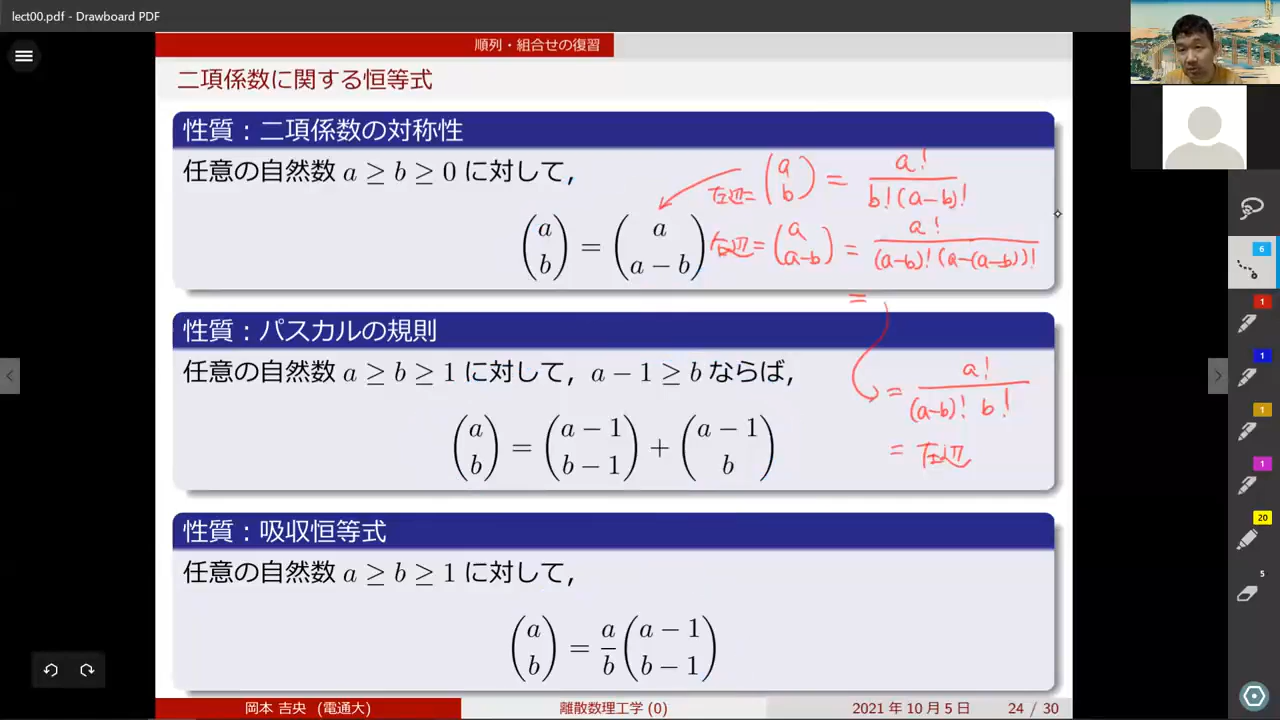 lect00.pdf - Drawboard PDF
順列・組合せの復習
二項係数に関する恒等式
性質：二項係数の対称性
任意の自然数 a ≥ b ≥ 0 に対して，
(a b) = (a a − b)
左辺= (a b) = a! / b!(a-b)!
右辺= (a a-b) = a! / (a-b)!(a-(a-b))!
=
性質：パスカルの規則
任意の自然数 a ≥ b ≥ 1 に対して，a − 1 ≥ b ならば，
(a b) = (a − 1 b − 1) + (a − 1 b)
= a! / (a-b)! b!
= 左辺
性質：吸収恒等式
任意の自然数 a ≥ b ≥ 1 に対して，
(a b) = a/b (a − 1 b − 1)
岡本 吉央 (電通大)
離散数理工学 (0)
2021 年 10 月 5 日
24 / 30
6
1
1
1
1
20
5